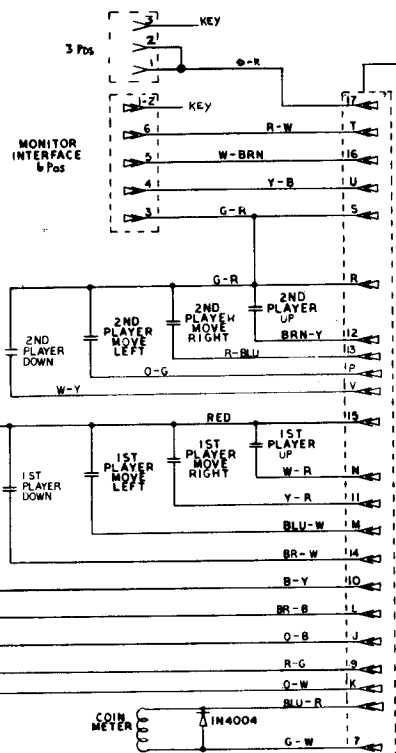 3 KEY
3 Pos
2
1 O-R
17
1-2 KEY
MONITOR
INTERFACE
6 Pos
6 R-W T
5 W-BRN 16
4 Y-B U
3 G-R S
G-R R
2ND
PLAYER
DOWN
2ND
PLAYER
MOVE
LEFT
2ND
PLAYER
MOVE
RIGHT
2ND
PLAYER
UP
BRN-Y 12
R-BLU 13
O-G P
W-Y V
RED 15
1ST
PLAYER
DOWN
1ST
PLAYER
MOVE
LEFT
1ST
PLAYER
MOVE
RIGHT
1ST
PLAYER
UP
W-R N
Y-R 11
BLU-W M
BR-W 14
B-Y 10
BR-B L
O-B J
R-G 9
O-W K
BLU-R
COIN
METER
1N4004
G-W 7